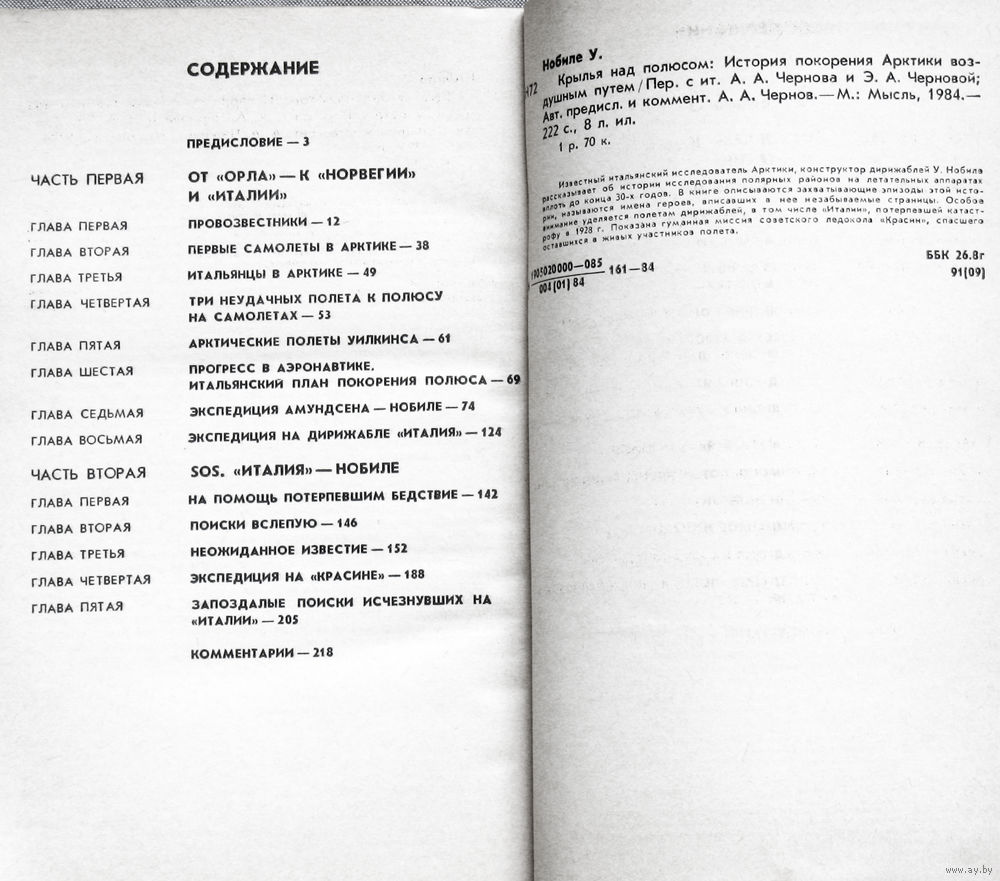 СОДЕРЖАНИЕ
ПРЕДИСЛОВИЕ — 3
ЧАСТЬ ПЕРВАЯ ОТ «ОРЛА» — К «НОРВЕГИИ»
И «ИТАЛИИ»
ГЛАВА ПЕРВАЯ ПРОВОЗВЕСТНИКИ — 12
ГЛАВА ВТОРАЯ ПЕРВЫЕ САМОЛЕТЫ В АРКТИКЕ — 38
ГЛАВА ТРЕТЬЯ ИТАЛЬЯНЦЫ В АРКТИКЕ — 49
ГЛАВА ЧЕТВЕРТАЯ ТРИ НЕУДАЧНЫХ ПОЛЕТА К ПОЛЮСУ
НА САМОЛЕТАХ — 53
ГЛАВА ПЯТАЯ АРКТИЧЕСКИЕ ПОЛЕТЫ УИЛКИНСА — 61
ГЛАВА ШЕСТАЯ ПРОГРЕСС В АЭРОНАВТИКЕ.
ИТАЛЬЯНСКИЙ ПЛАН ПОКОРЕНИЯ ПОЛЮСА — 69
ГЛАВА СЕДЬМАЯ ЭКСПЕДИЦИЯ АМУНДСЕНА — НОБИЛЕ — 74
ГЛАВА ВОСЬМАЯ ЭКСПЕДИЦИЯ НА ДИРИЖАБЛЕ «ИТАЛИЯ» — 124
ЧАСТЬ ВТОРАЯ SOS. «ИТАЛИЯ» — НОБИЛЕ
ГЛАВА ПЕРВАЯ НА ПОМОЩЬ ПОТЕРПЕВШИМ БЕДСТВИЕ — 142
ГЛАВА ВТОРАЯ ПОИСКИ ВСЛЕПУЮ — 146
ГЛАВА ТРЕТЬЯ НЕОЖИДАННОЕ ИЗВЕСТИЕ — 152
ГЛАВА ЧЕТВЕРТАЯ ЭКСПЕДИЦИЯ НА «КРАСИНЕ» — 188
ГЛАВА ПЯТАЯ ЗАПОЗДАЛЫЕ ПОИСКИ ИСЧЕЗНУВШИХ НА
«ИТАЛИИ» — 205
КОММЕНТАРИИ — 218
Нобиле У.
72 Крылья над полюсом: История покорения Арктики воз-
душным путем / Пер. с ит. А. А. Чернова и Э. А. Черновой;
Авт. предисл. и коммент. А. А. Чернов. — М.: Мысль, 1984. —
222 с., 8 л. ил.
1 р. 70 к.
Известный итальянский исследователь Арктики, конструктор дирижаблей У. Нобиле
рассказывает об истории исследования полярных районов на летательных аппаратах
вплоть до конца 30-х годов. В книге описываются захватывающие эпизоды этой исто-
рии, называются имена героев, вписавших в нее незабываемые страницы. Особое
внимание уделяется полетам дирижаблей, в том числе «Италии», потерпевшей катаст-
рофу в 1928 г. Показана гуманная миссия советского ледокола «Красин», спасшего
оставшихся в живых участников полета.
1905020000—085
004(01) 84
161—84
ББК 26.8г
91(09)
www.ay.by